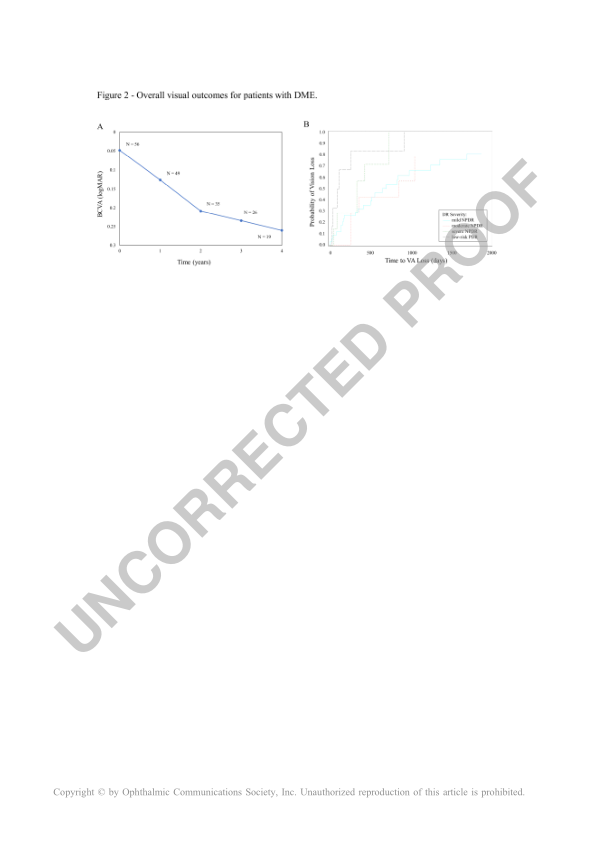 Figure 2 - Overall visual outcomes for patients with DME.
A
0
0.05
0.1
0.15
0.2
0.25
0.3
BCVA (logMAR)
N = 58
N = 49
N = 35
N = 26
N = 19
0 1 2 3 4
Time (years)
B
1.0
0.9
0.8
0.7
0.6
0.5
0.4
0.3
0.2
0.1
0.0
Probability of Vision Loss
DR Severity
mild NPDR
moderate NPDR
severe NPDR
low-risk PDR
0 500 1000 1500 2000
Time to VA Loss (days)
UNCORRECTED PROOF
Copyright © by Ophthalmic Communications Society, Inc. Unauthorized reproduction of this article is prohibited.